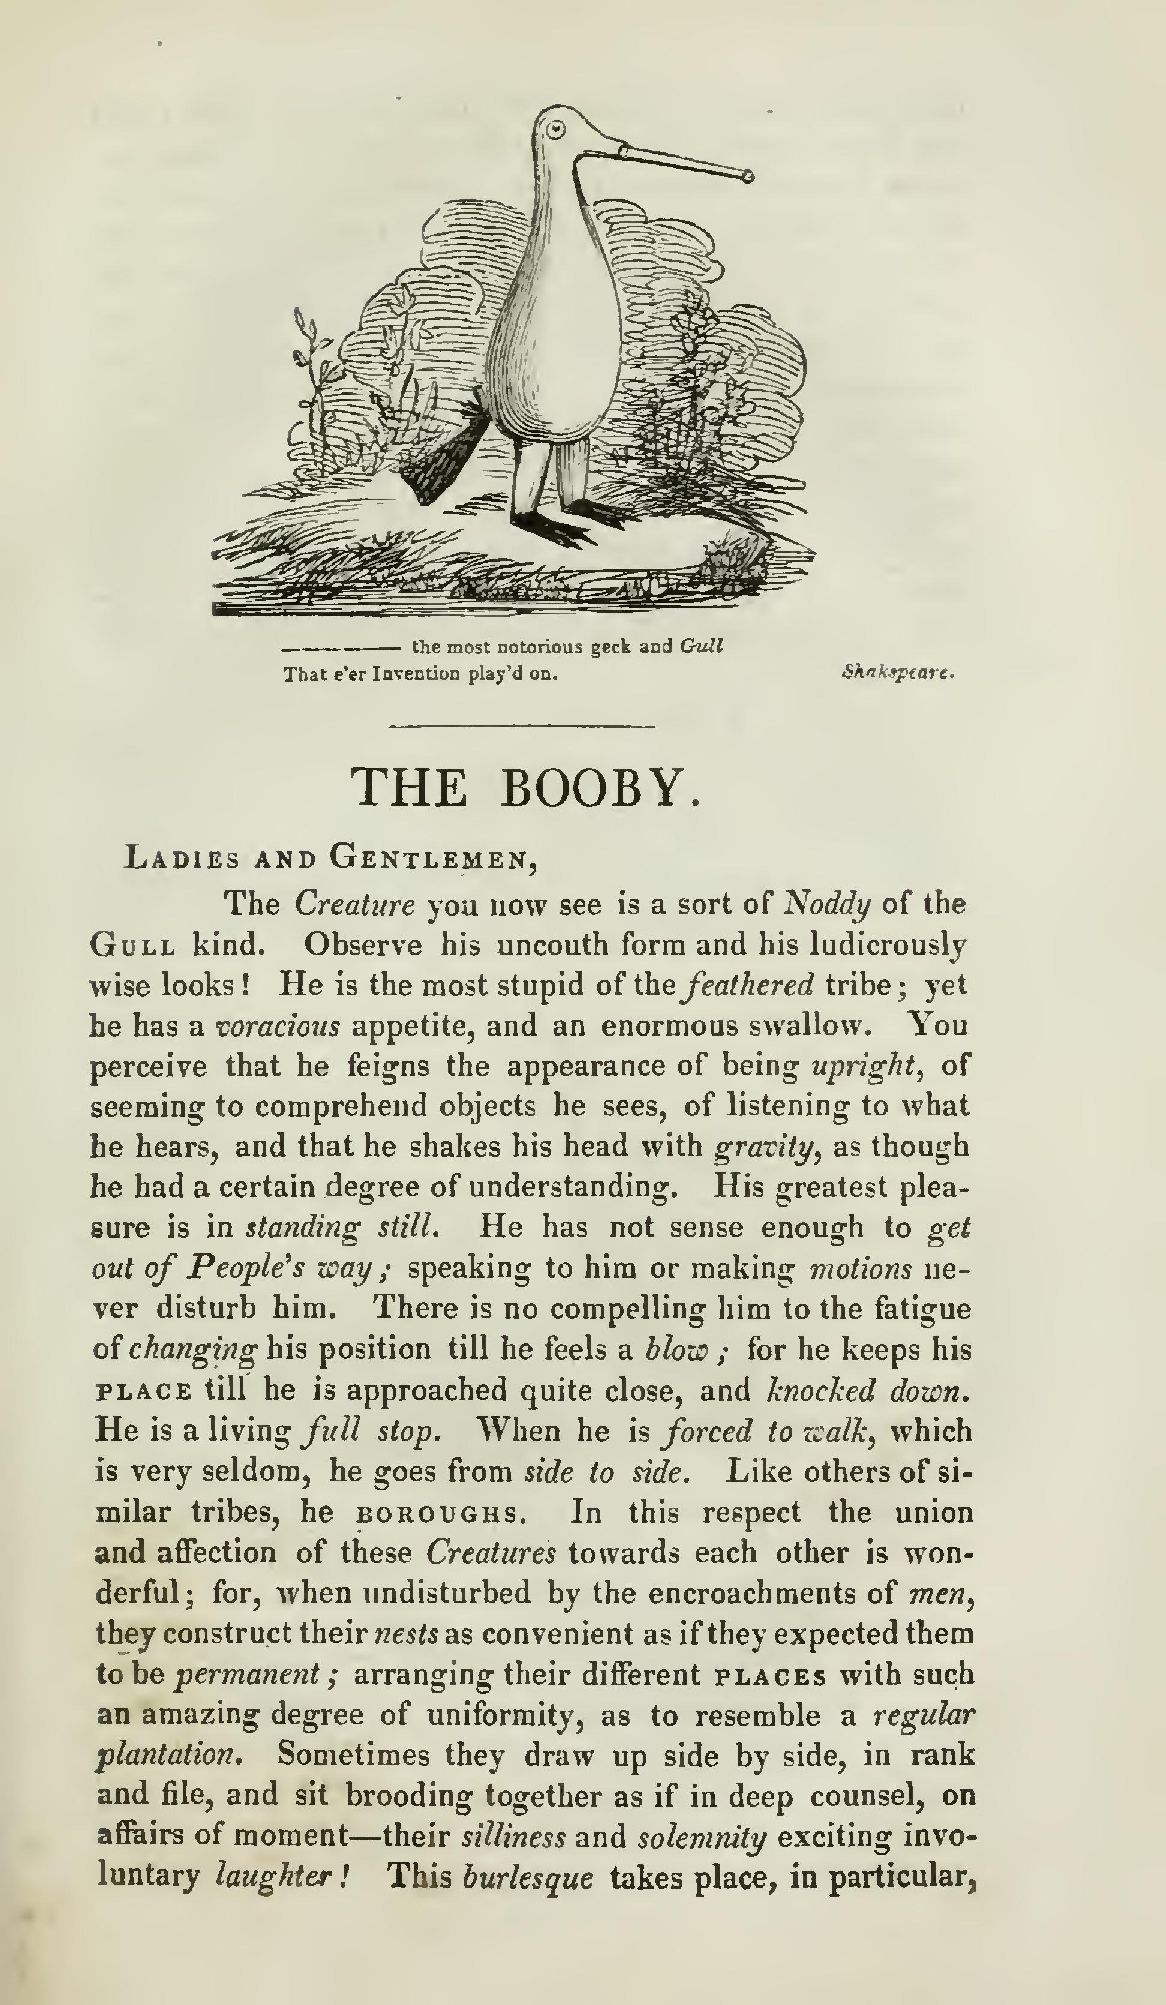 ———— the most notorious geck and Gull
That e'er Invention play'd on. Shakspeare.
THE BOOBY.
LADIES AND GENTLEMEN,
The Creature you now see is a sort of Noddy of the
GULL kind. Observe his uncouth form and his ludicrously
wise looks! He is the most stupid of the feathered tribe; yet
he has a voracious appetite, and an enormous swallow. You
perceive that he feigns the appearance of being upright, of
seeming to comprehend objects he sees, of listening to what
he hears, and that he shakes his head with gravity, as though
he had a certain degree of understanding. His greatest plea-
sure is in standing still. He has not sense enough to get
out of People's way; speaking to him or making motions ne-
ver disturb him. There is no compelling him to the fatigue
of changing his position till he feels a blow; for he keeps his
PLACE till he is approached quite close, and knocked down.
He is a living full stop. When he is forced to walk, which
is very seldom, he goes from side to side. Like others of si-
milar tribes, he BOROUGHS. In this respect the union
and affection of these Creatures towards each other is won-
derful; for, when undisturbed by the encroachments of men,
they construct their nests as convenient as if they expected them
to be permanent; arranging their different PLACES with such
an amazing degree of uniformity, as to resemble a regular
plantation. Sometimes they draw up side by side, in rank
and file, and sit brooding together as if in deep counsel, on
affairs of moment—their silliness and solemnity exciting invo-
luntary laughter! This burlesque takes place, in particular,